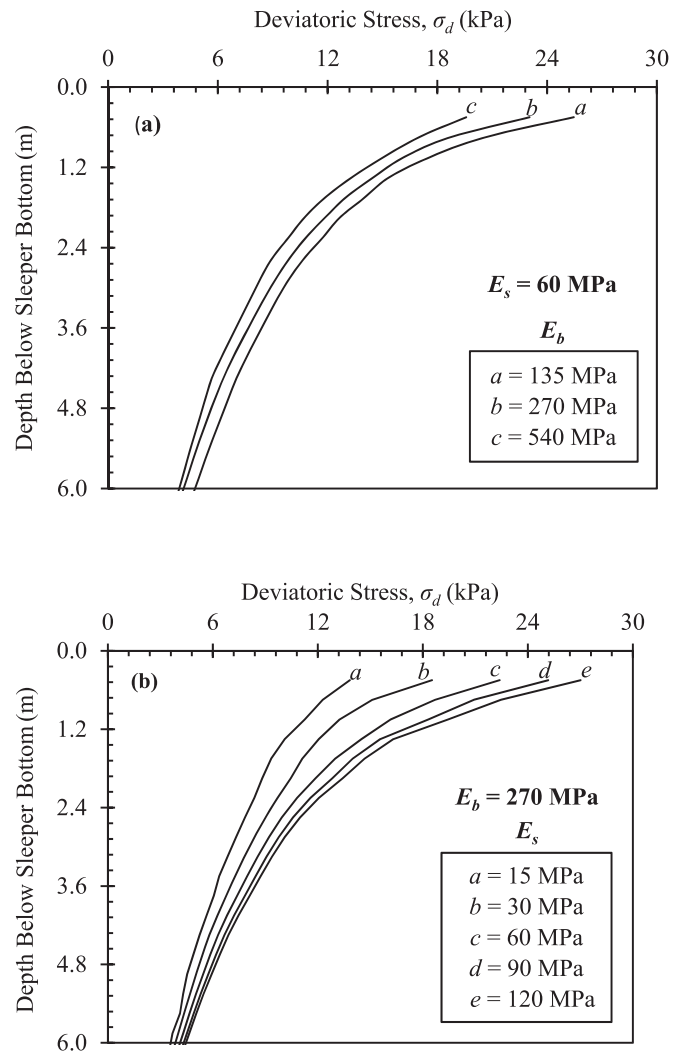 Deviatoric Stress, σd (kPa)
0 6 12 18 24 30
0.0
1.2
2.4
3.6
4.8
6.0
Depth Below Sleeper Bottom (m)
(a)
c b a
Es = 60 MPa
Eb
a = 135 MPa
b = 270 MPa
c = 540 MPa
Deviatoric Stress, σd (kPa)
0 6 12 18 24 30
0.0
1.2
2.4
3.6
4.8
6.0
Depth Below Sleeper Bottom (m)
(b)
a b c d e
Eb = 270 MPa
Es
a = 15 MPa
b = 30 MPa
c = 60 MPa
d = 90 MPa
e = 120 MPa